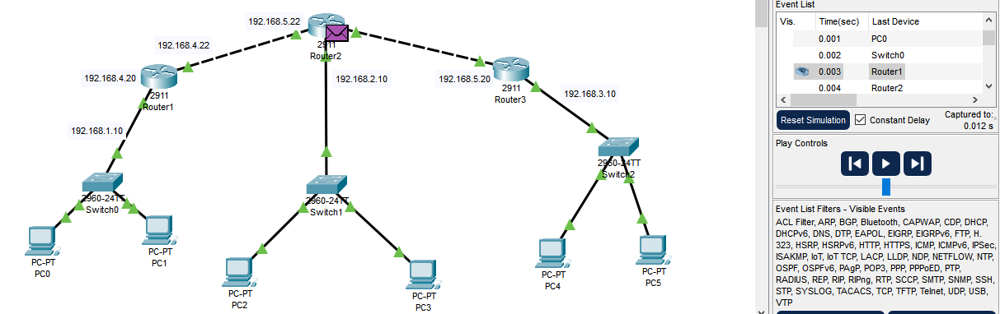 192.168.5.22
2911
Router2
192.168.4.22
192.168.4.20
2911
Router1
192.168.2.10
192.168.5.20
2911
Router3
192.168.3.10
192.168.1.10
2960-24TT
Switch0
2960-24TT
Switch1
2960-24TT
Switch2
PC-PT
PC0
PC-PT
PC1
PC-PT
PC2
PC-PT
PC3
PC-PT
PC4
PC-PT
PC5
Event List
Vis. Time(sec) Last Device
0.001 PC0
0.002 Switch0
0.003 Router1
0.004 Router2
Reset Simulation Constant Delay Captured to:
0.012 s
Play Controls
Event List Filters - Visible Events
ACL Filter, ARP, BGP, Bluetooth, CAPWAP, CDP, DHCP,
DHCPv6, DNS, DTP, EAPOL, EIGRP, EIGRPv6, FTP, H.
323, HSRP, HSRPv6, HTTP, HTTPS, ICMP, ICMPv6, IPSec,
ISAKMP, IoT, IoT TCP, LACP, LLDP, NDP, NETFLOW, NTP,
OSPF, OSPFv6, PAgP, POP3, PPP, PPPoED, PTP,
RADIUS, REP, RIP, RIPng, RTP, SCCP, SMTP, SNMP, SSH,
STP, SYSLOG, TACACS, TCP, TFTP, Telnet, UDP, USB,
VTP